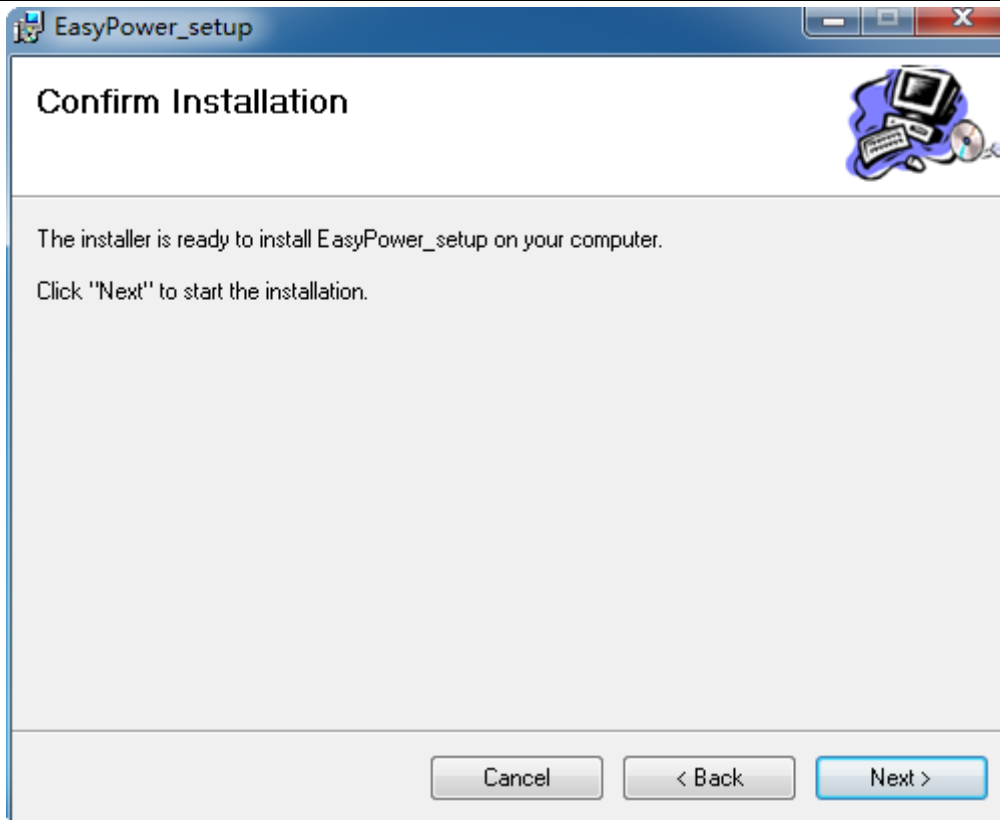 EasyPower_setup
Confirm Installation
The installer is ready to install EasyPower_setup on your computer.
Click "Next" to start the installation.
Cancel
< Back
Next >